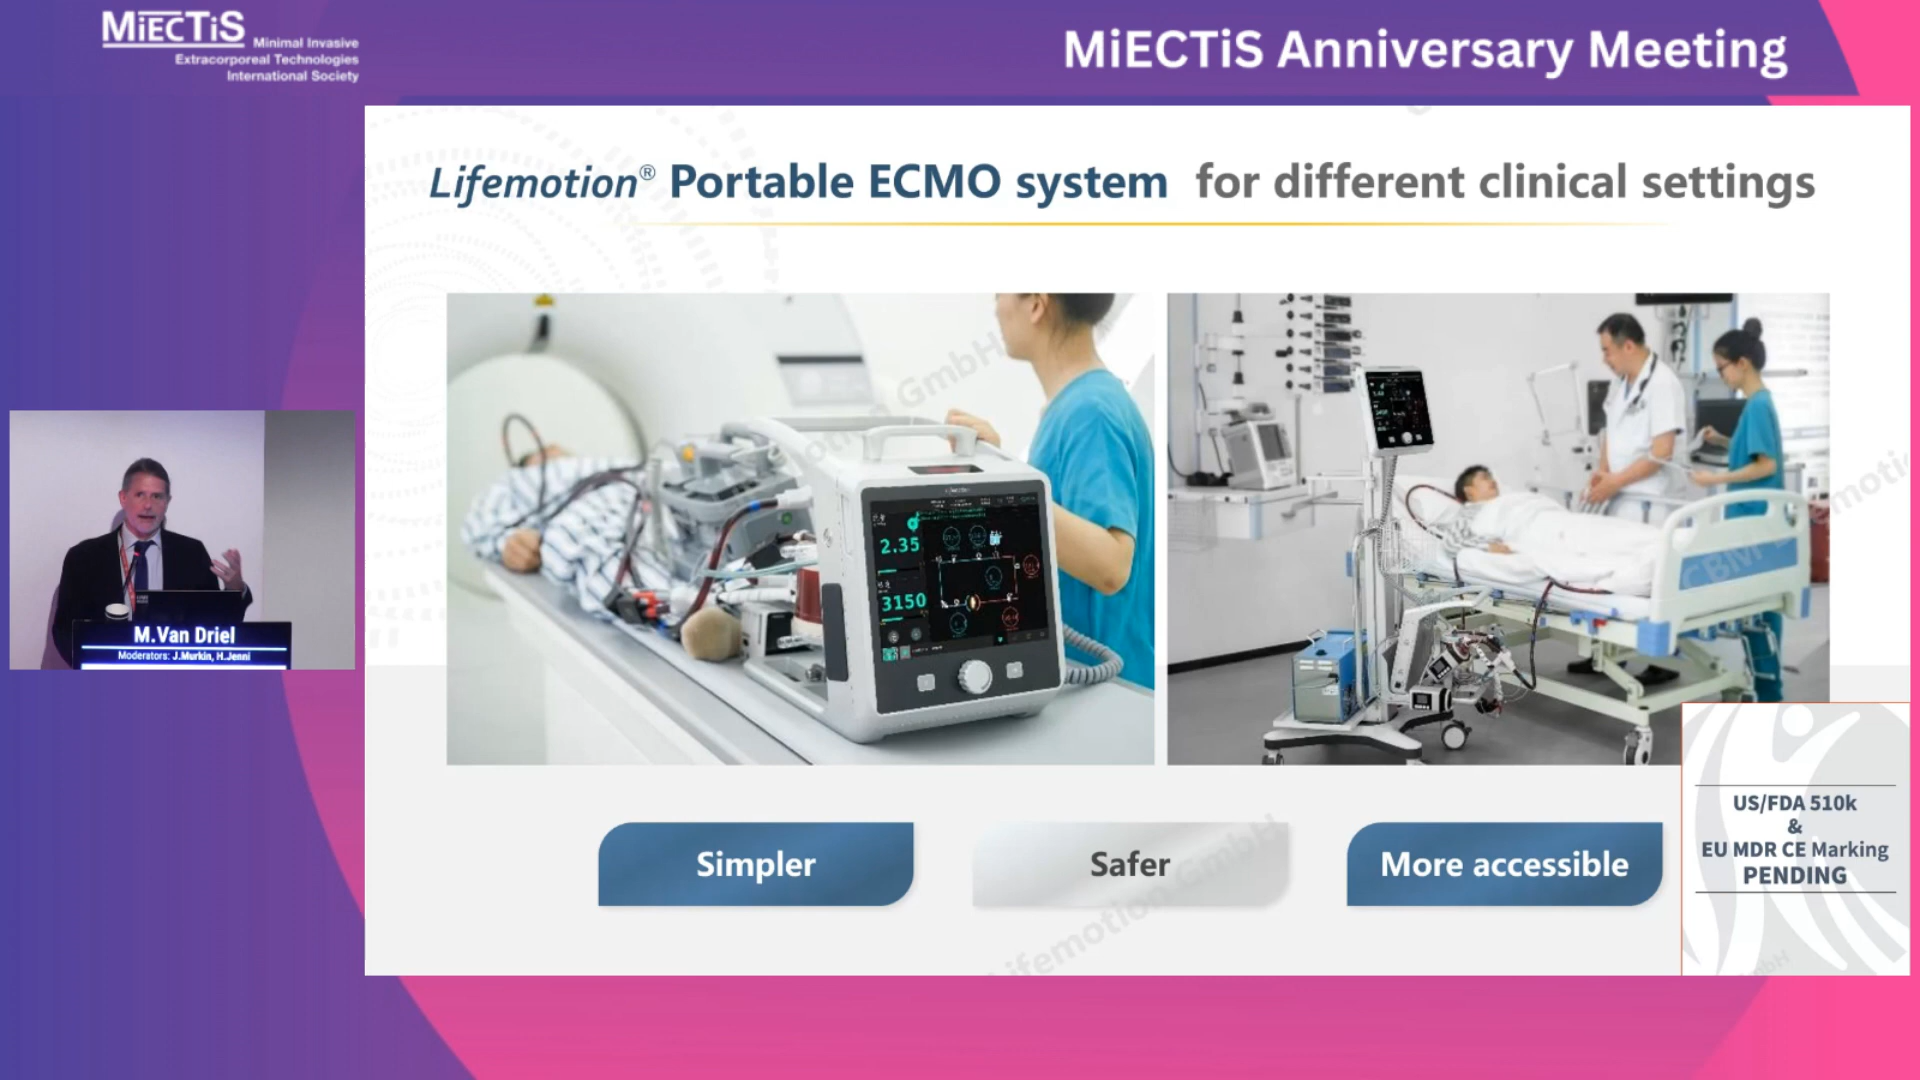 MiECTiS
Minimal Invasive
Extracorporeal Technologies
International Society
MiECTiS Anniversary Meeting
Lifemotion® Portable ECMO system for different clinical settings
2.35
3150
M.Van Driel
Moderators: J.Murkin, H.Jenni
Simpler
Safer
More accessible
US/FDA 510k
&
EU MDR CE Marking
PENDING
Lifemotion GmbH